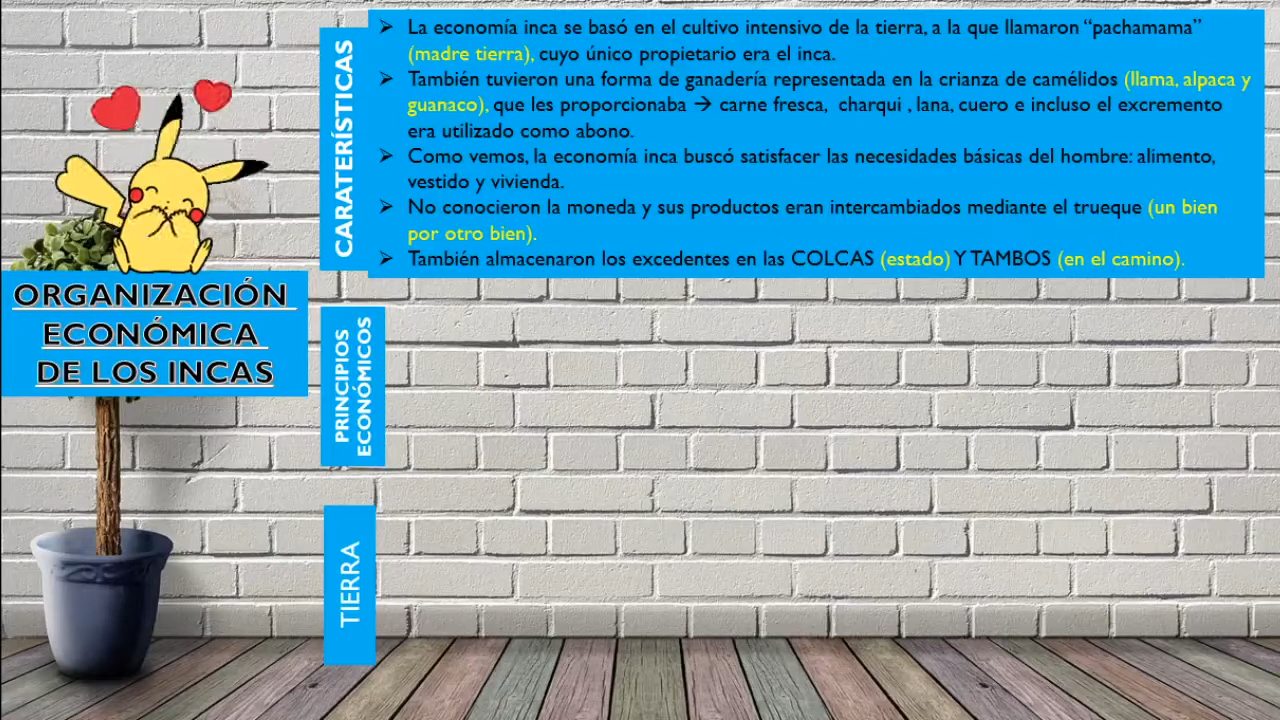 ORGANIZACIÓN
ECONÓMICA
DE LOS INCAS
CARATERÍSTICAS
➢ La economía inca se basó en el cultivo intensivo de la tierra, a la que llamaron “pachamama”
(madre tierra), cuyo único propietario era el inca.
➢ También tuvieron una forma de ganadería representada en la crianza de camélidos (llama, alpaca y
guanaco), que les proporcionaba → carne fresca, charqui , lana, cuero e incluso el excremento
era utilizado como abono.
➢ Como vemos, la economía inca buscó satisfacer las necesidades básicas del hombre: alimento,
vestido y vivienda.
➢ No conocieron la moneda y sus productos eran intercambiados mediante el trueque (un bien
por otro bien).
➢ También almacenaron los excedentes en las COLCAS (estado) Y TAMBOS (en el camino).
PRINCIPIOS
ECONÓMICOS
TIERRA